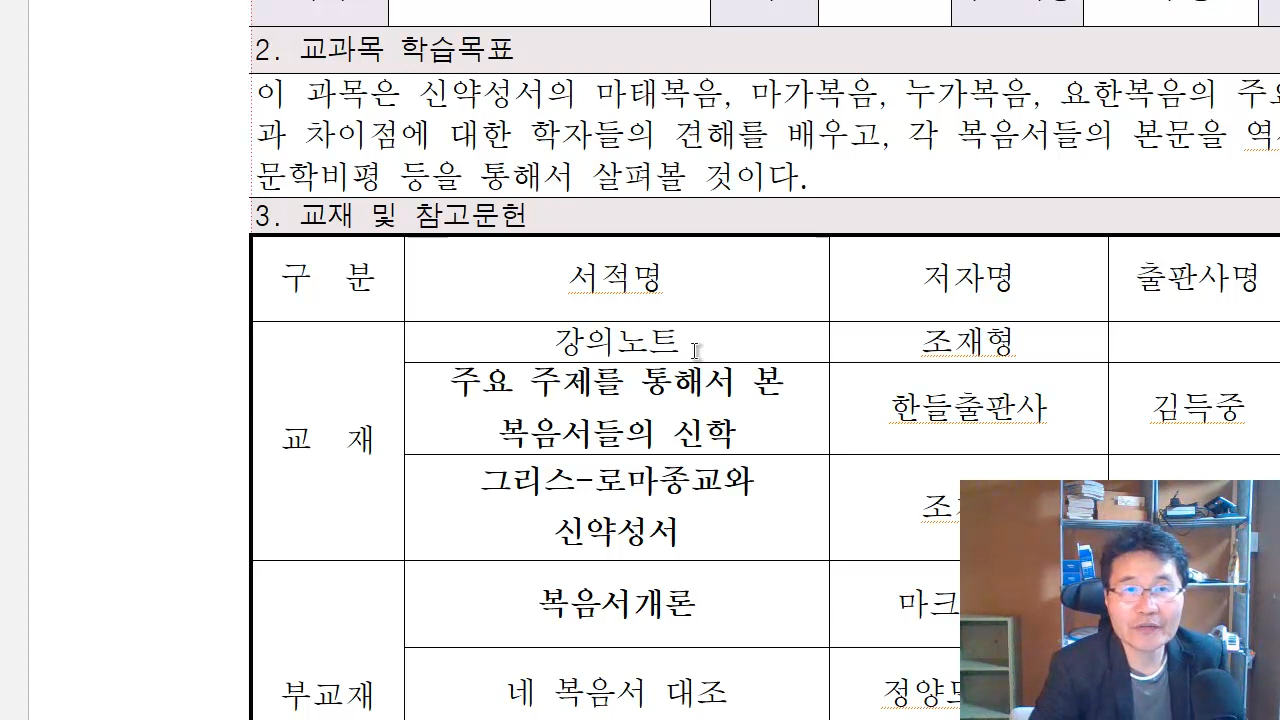 2. 교과목 학습목표
이 과목은 신약성서의 마태복음, 마가복음, 누가복음, 요한복음의 주요
과 차이점에 대한 학자들의 견해를 배우고, 각 복음서들의 본문을
문학비평 등을 통해서 살펴볼 것이다.
3. 교재 및 참고문헌
구 분 서적명 저자명 출판사명
강의노트 조재형
교 재
주요 주제를 통해서 본
복음서들의 신학
한들출판사 김득중
그리스-로마종교와
신약성서
복음서개론 마크
부교재
네 복음서 대조 정양